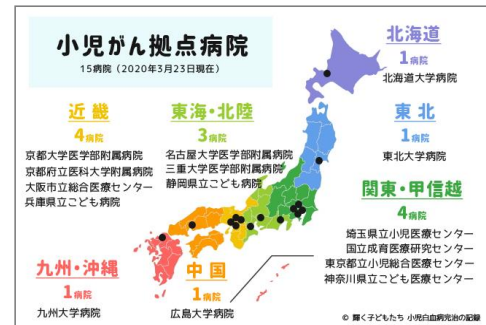 小児がん拠点病院
15病院（2020年3月23日現在）
北海道
1病院
北海道大学病院
近畿
4病院
京都大学医学部附属病院
京都府立医科大学附属病院
大阪市立総合医療センター
兵庫県立こども病院
東海・北陸
3病院
名古屋大学医学部附属病院
三重大学医学部附属病院
静岡県立こども病院
東北
1病院
東北大学病院
関東・甲信越
4病院
埼玉県立小児医療センター
国立成育医療研究センター
東京都立小児総合医療センター
神奈川県立こども医療センター
九州・沖縄
1病院
九州大学病院
中国
1病院
広島大学病院
© 輝く子どもたち 小児白血病完治の記録